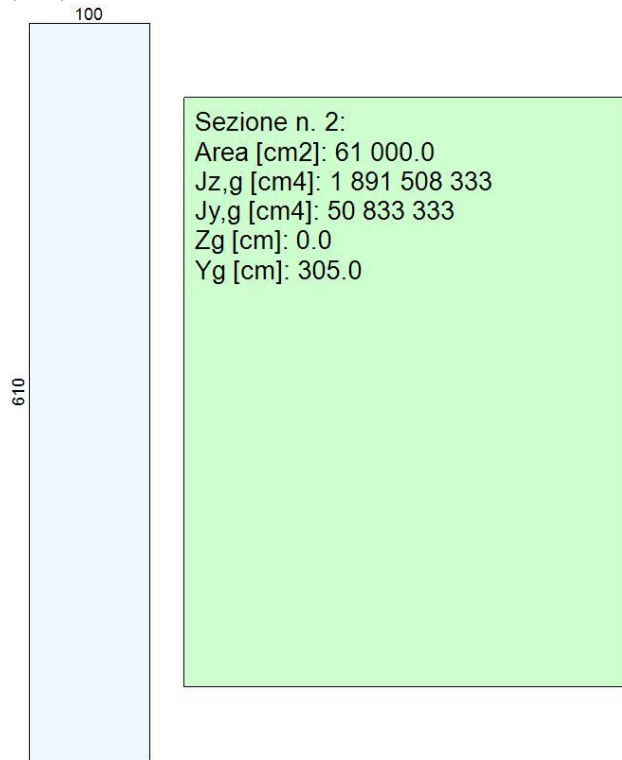 100
610
Sezione n. 2:
Area [cm2]: 61 000.0
Jz,g [cm4]: 1 891 508 333
Jy,g [cm4]: 50 833 333
Zg [cm]: 0.0
Yg [cm]: 305.0